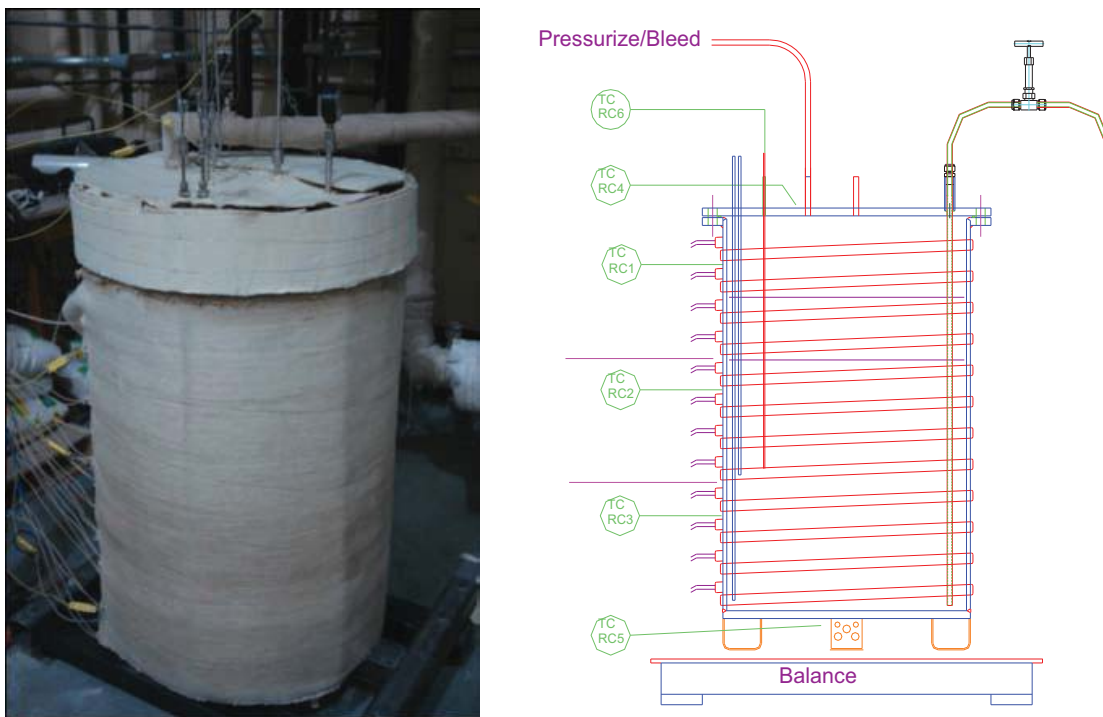 Pressurize/Bleed
TC
RC6
TC
RC4
TC
RC1
TC
RC2
TC
RC3
TC
RC5
Balance